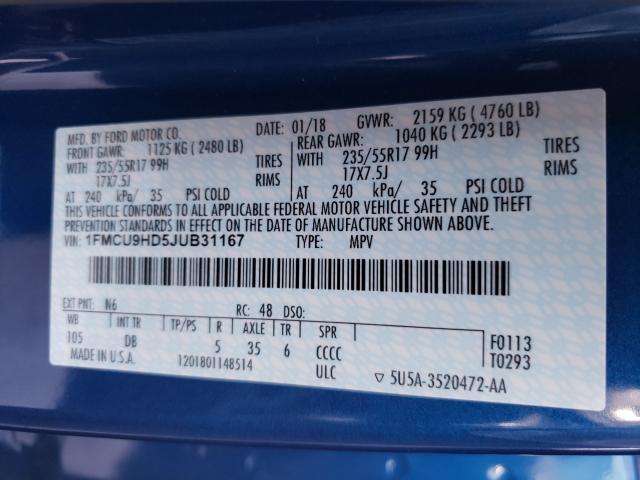 MFD. BY FORD MOTOR CO. DATE: 01/18 GVWR: 2159 KG ( 4760 LB)
FRONT GAWR: 1125 KG ( 2480 LB) REAR GAWR: 1040 KG ( 2293 LB)
WITH 235/55R17 99H TIRES WITH 235/55R17 99H TIRES
17X7.5J RIMS 17X7.5J RIMS
AT 240 kPa/ 35 PSI COLD AT 240 kPa/ 35 PSI COLD
THIS VEHICLE CONFORMS TO ALL APPLICABLE FEDERAL MOTOR VEHICLE SAFETY AND THEFT
PREVENTION STANDARDS IN EFFECT ON THE DATE OF MANUFACTURE SHOWN ABOVE.
VIN: 1FMCU9HD5JUB31167 TYPE: MPV
EXT PNT: N6 RC: 48 DSO:
WB INT TR TP/PS R AXLE TR SPR F0113
105 DB 5 35 6 CCCC T0293
MADE IN U.S.A. 1201801148514 ULC ▽ 5U5A-3520472-AA